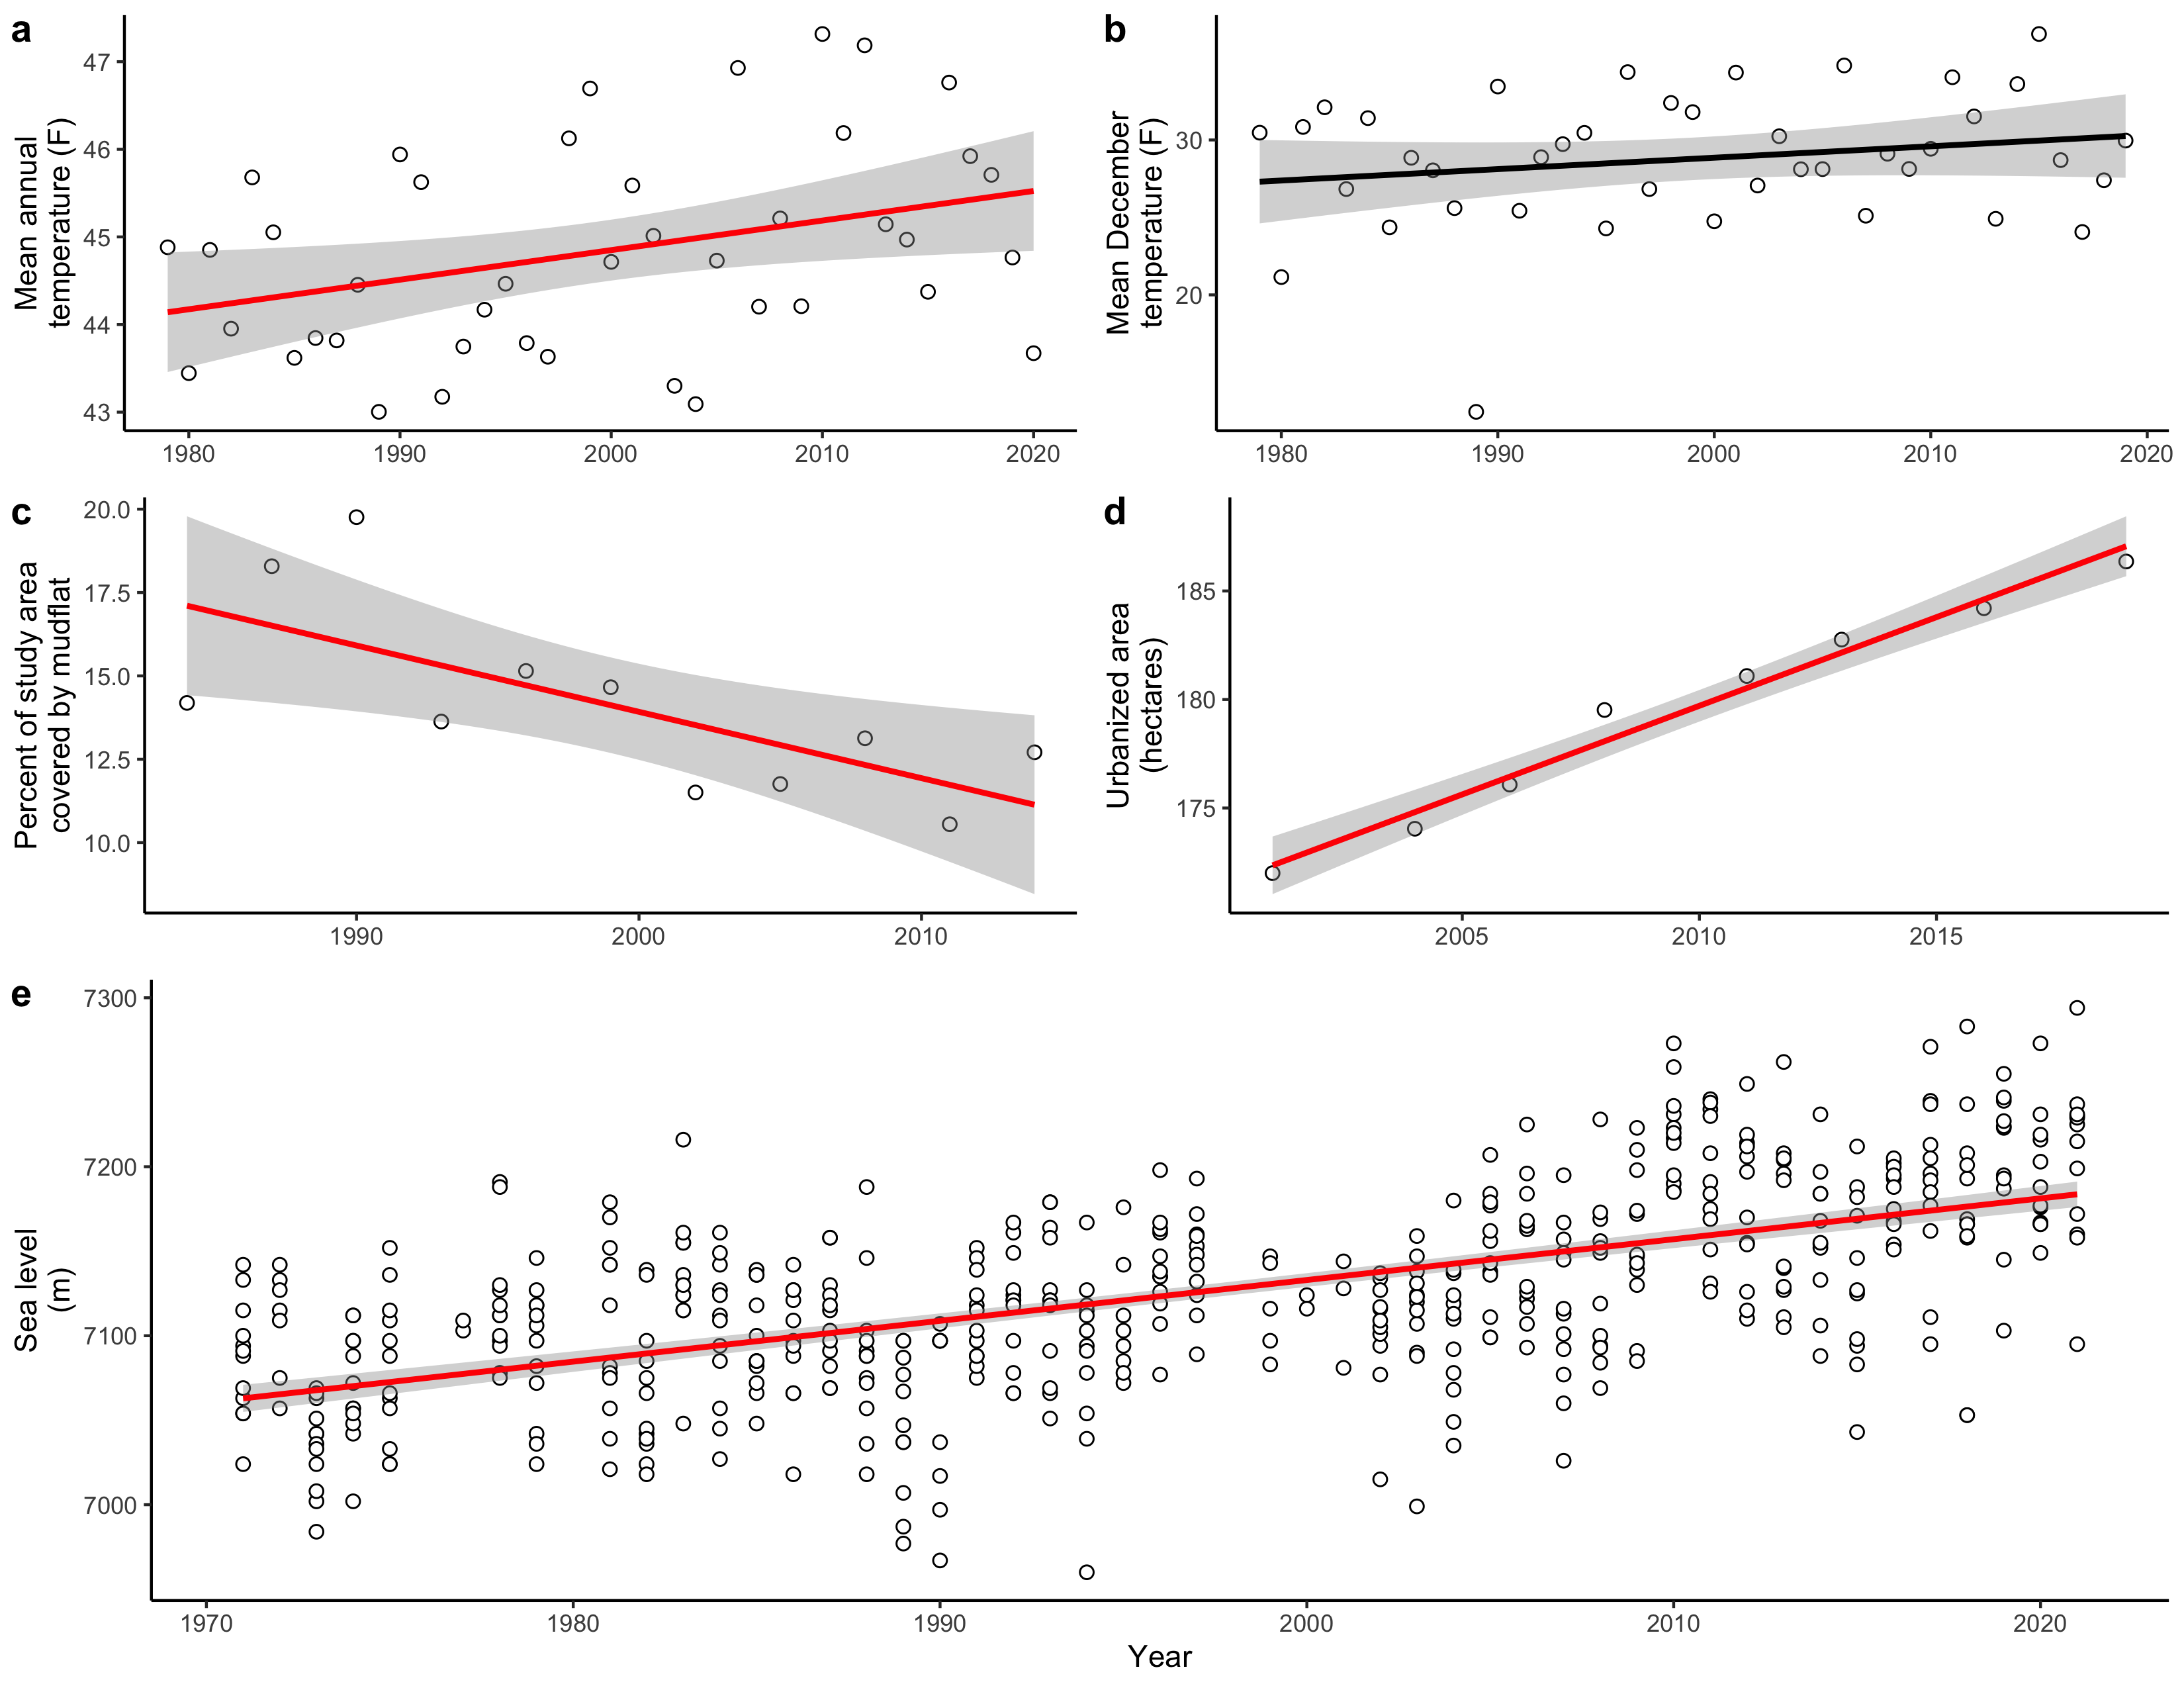 a
Mean annual
temperature (F)
47
46
45
44
43
1980 1990 2000 2010 2020
b
Mean December
temperature (F)
30
20
1980 1990 2000 2010 2020
c
Percent of study area
covered by mudflat
20.0
17.5
15.0
12.5
10.0
1990 2000 2010
d
Urbanized area
(hectares)
185
180
175
2005 2010 2015
e
Sea level
(m)
7300
7200
7100
7000
1970 1980 1990 2000 2010 2020
Year